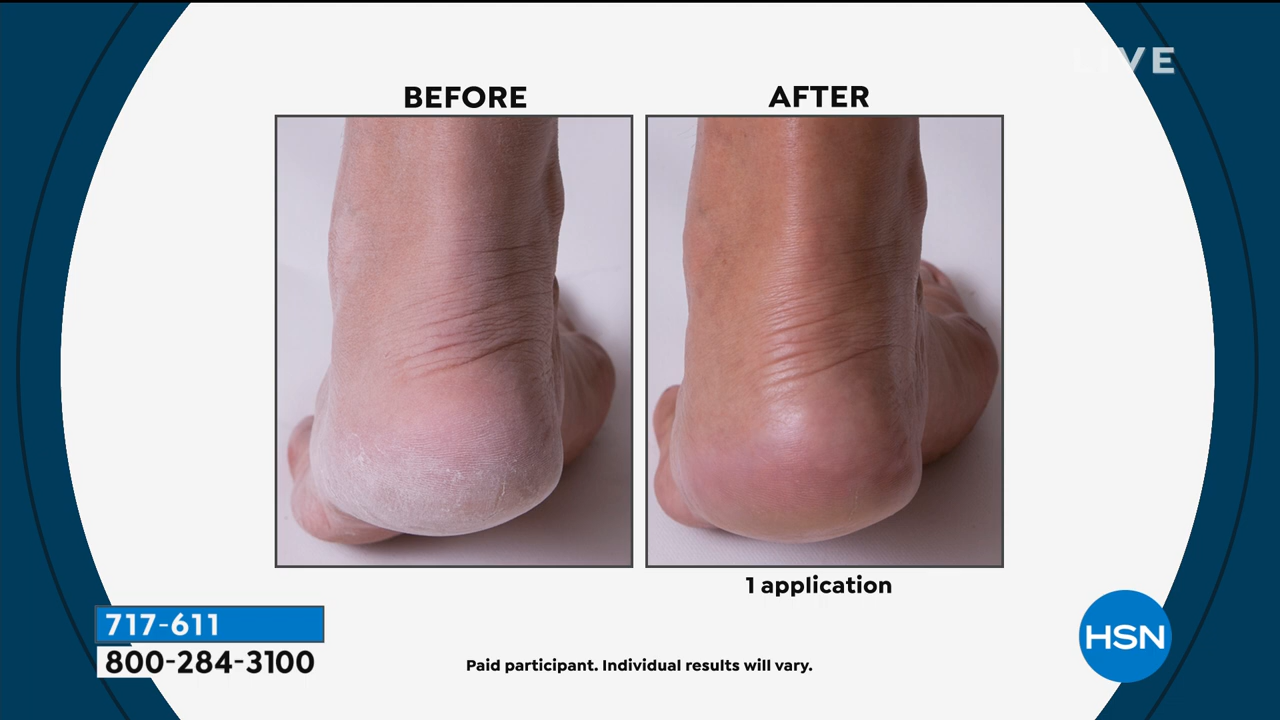 LIVE
BEFORE
AFTER
1 application
717-611
800-284-3100
Paid participant. Individual results will vary.
HSN